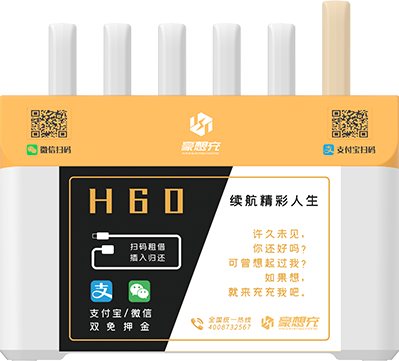 豪想充
微信扫码
支付宝扫码
H60
续航精彩人生
扫码租借
插入归还
支付宝/微信
双免押金
许久未见，
你还好吗？
可曾想起过我？
如果想，
就来充充我吧。
全国统一热线
4008732567
豪想充